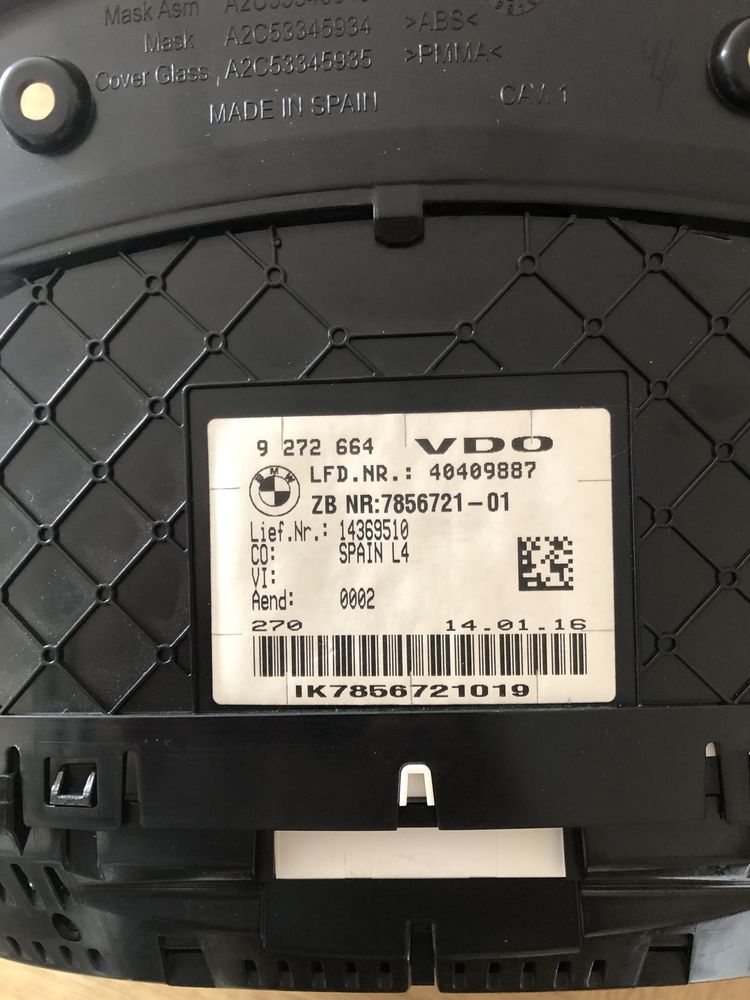 Mask Asm
Mask A2C53345934 >ABS<
Cover Glass A2C53345935 >PMMA<
MADE IN SPAIN CAV. 1
9 272 664 VDO
BMW
LFD.NR.: 40409887
ZB NR:7856721-01
Lief.Nr.: 14369510
CO: SPAIN L4
VI:
Aend: 0002
270 14.01.16
IK7856721019